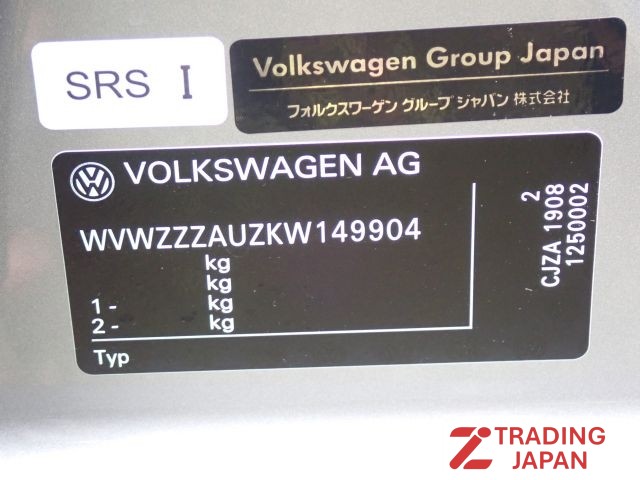 SRS I
Volkswagen Group Japan
フォルクスワーゲン グループ ジャパン 株式会社
VOLKSWAGEN AG
WVWZZZAUZKW149904
kg
kg
1 - kg
2 - kg
Typ
2
CJZA 1908
1250002
TRADING
JAPAN